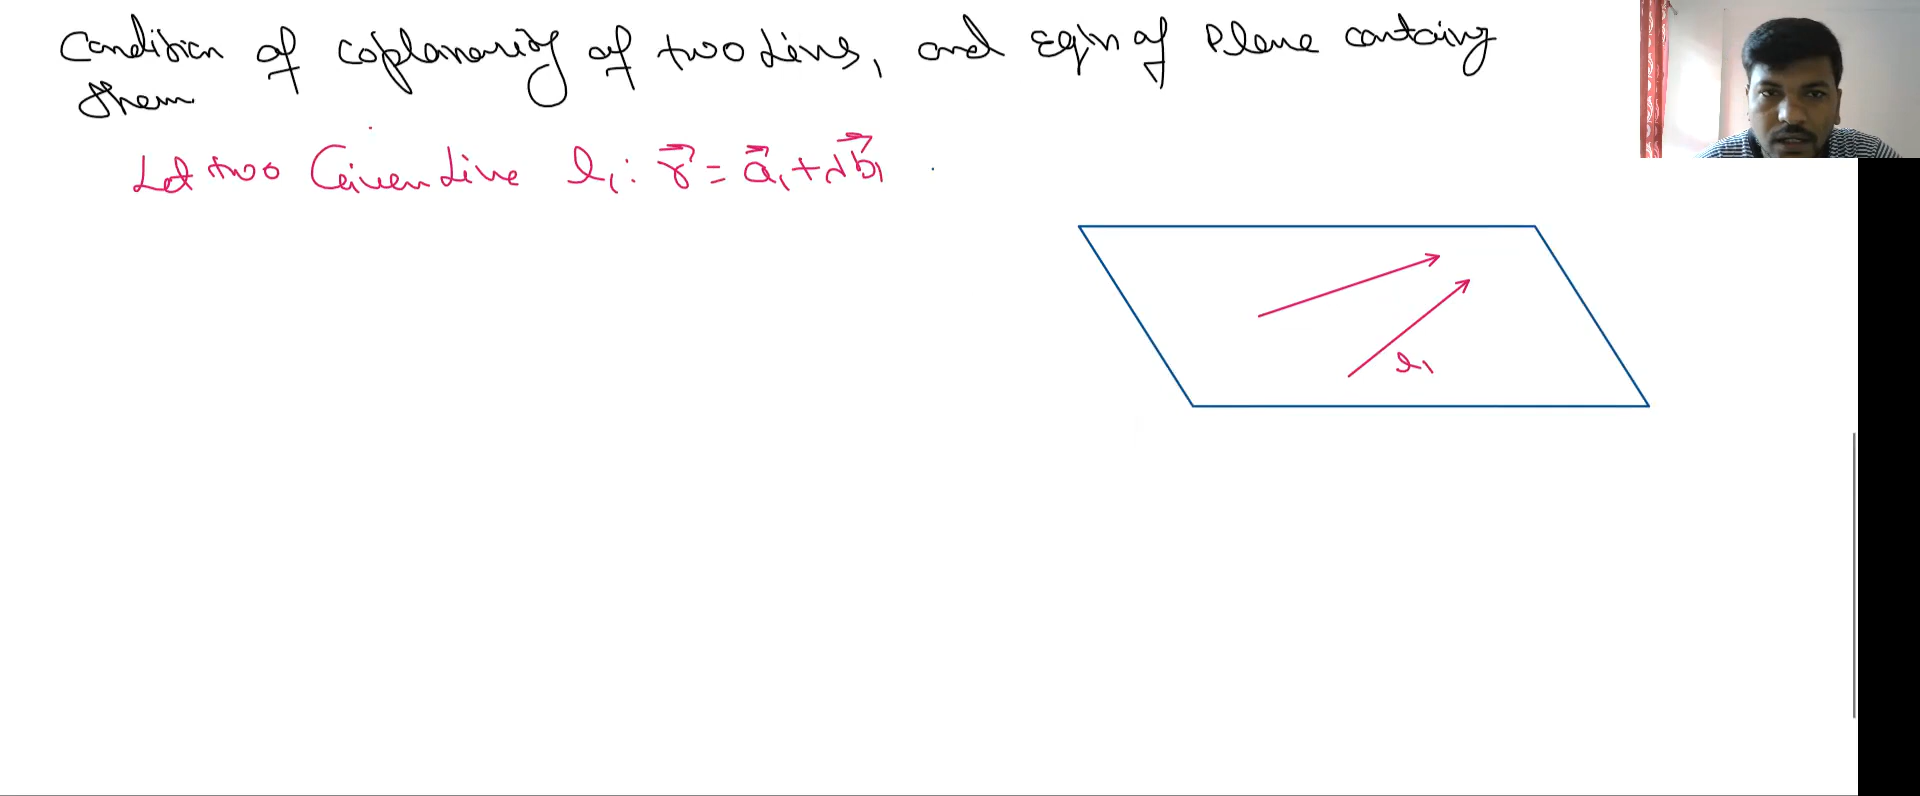 Condition of coplanarity of two Lines, and Eqn of Plane containg
them
Let two Given Line l₁: r⃗ = a⃗₁ + λb⃗₁
l₁